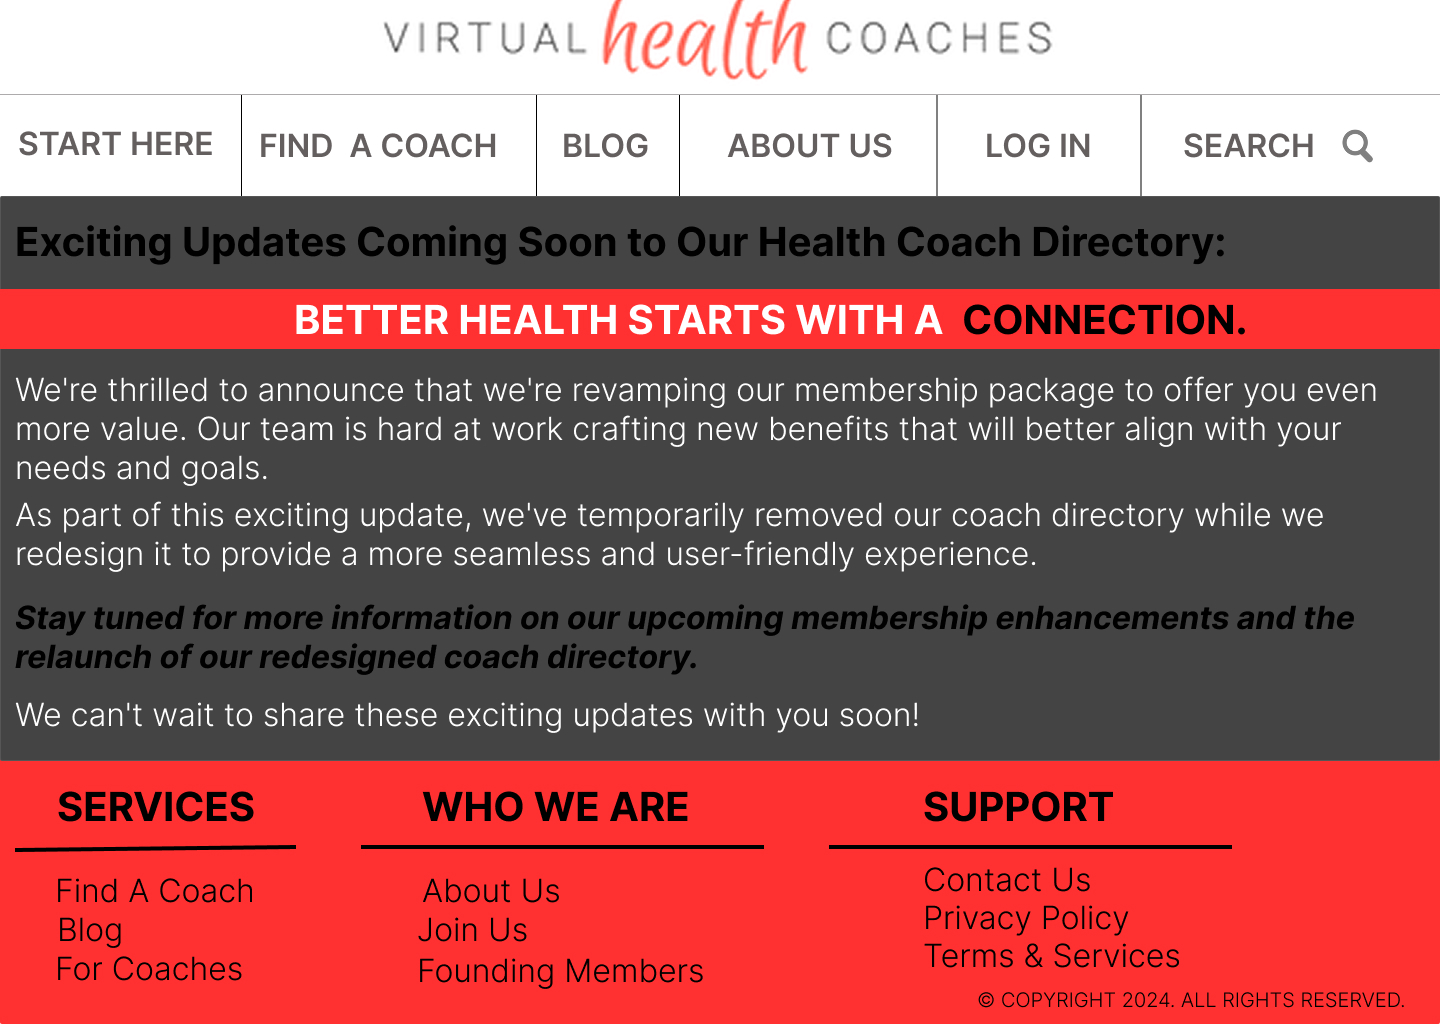 VIRTUAL health COACHES
START HERE FIND A COACH BLOG ABOUT US LOG IN SEARCH
Exciting Updates Coming Soon to Our Health Coach Directory:
BETTER HEALTH STARTS WITH A CONNECTION.
We're thrilled to announce that we're revamping our membership package to offer you even
more value. Our team is hard at work crafting new benefits that will better align with your
needs and goals.
As part of this exciting update, we've temporarily removed our coach directory while we
redesign it to provide a more seamless and user-friendly experience.
Stay tuned for more information on our upcoming membership enhancements and the
relaunch of our redesigned coach directory.
We can't wait to share these exciting updates with you soon!
SERVICES
Find A Coach
Blog
For Coaches
WHO WE ARE
About Us
Join Us
Founding Members
SUPPORT
Contact Us
Privacy Policy
Terms & Services
© COPYRIGHT 2024. ALL RIGHTS RESERVED.